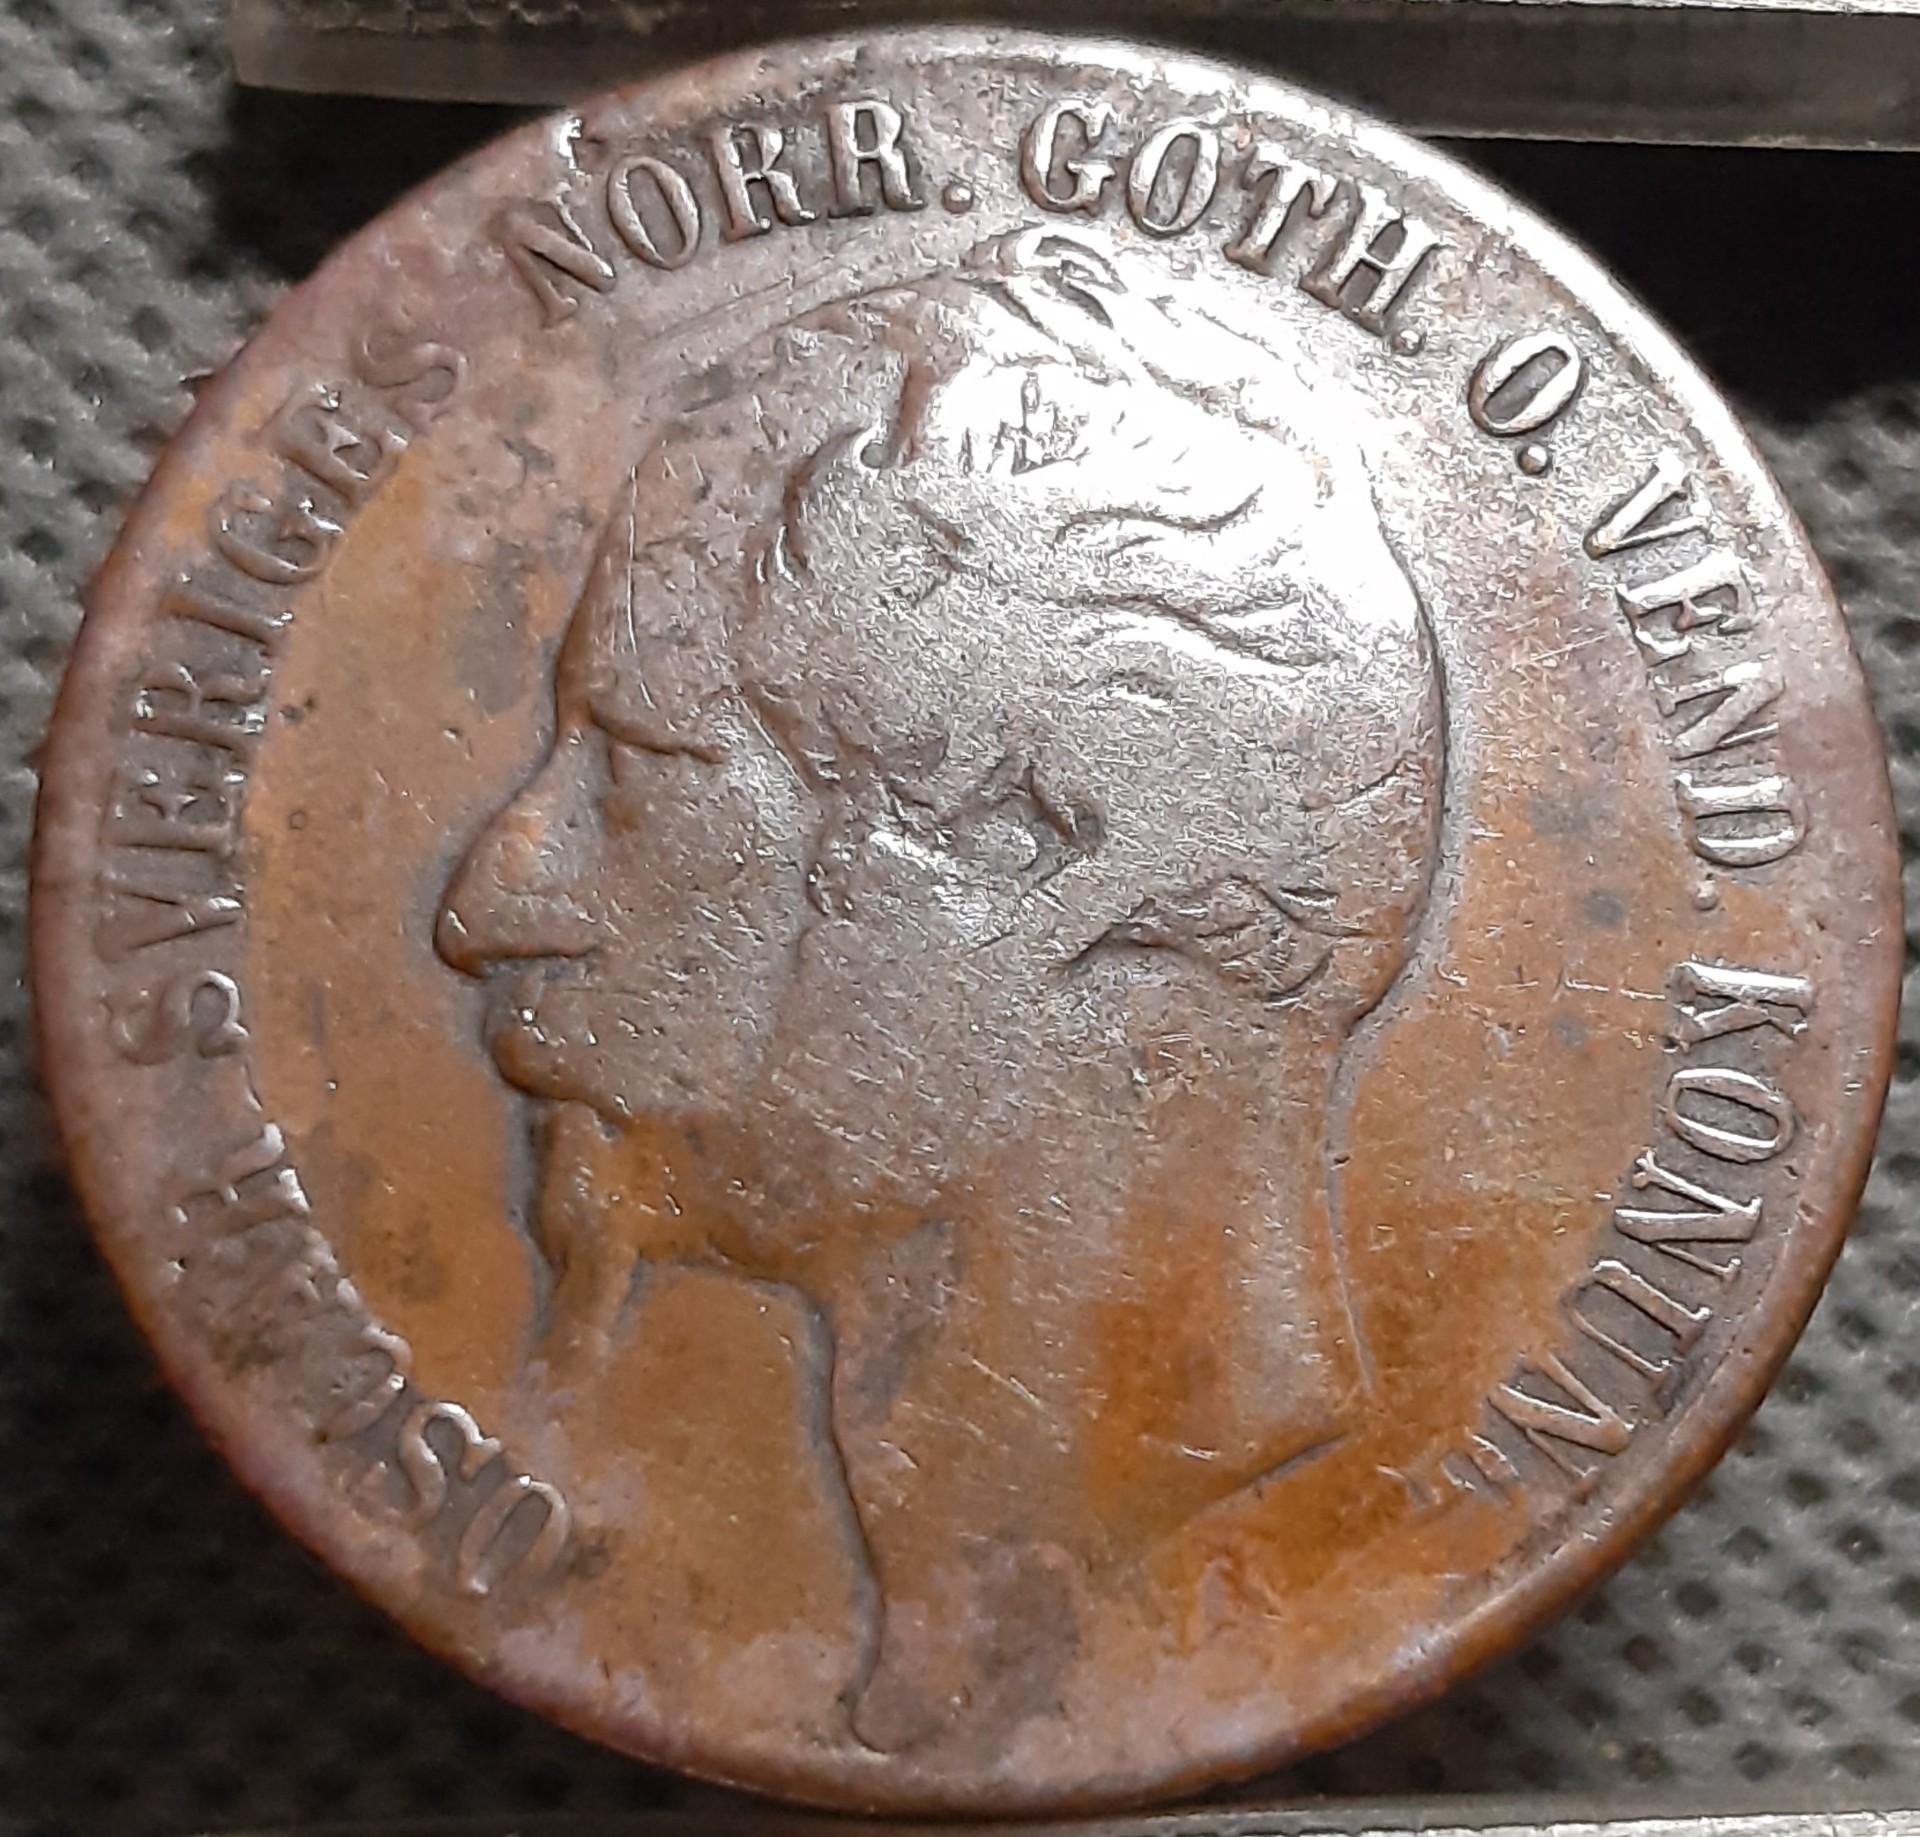 OSCAR SVERIGES NORR. GOTH. O. VEND. KONUNG.